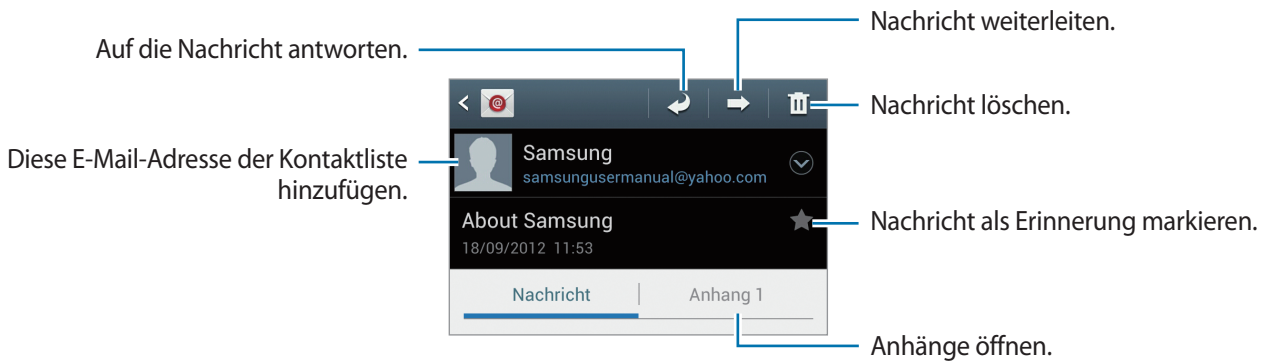 Nachricht weiterleiten.
Auf die Nachricht antworten.
Nachricht löschen.
Diese E-Mail-Adresse der Kontaktliste
hinzufügen.
Samsung
samsungusermanual@yahoo.com
About Samsung
18/09/2012 11:53
Nachricht als Erinnerung markieren.
Nachricht
Anhang 1
Anhänge öffnen.